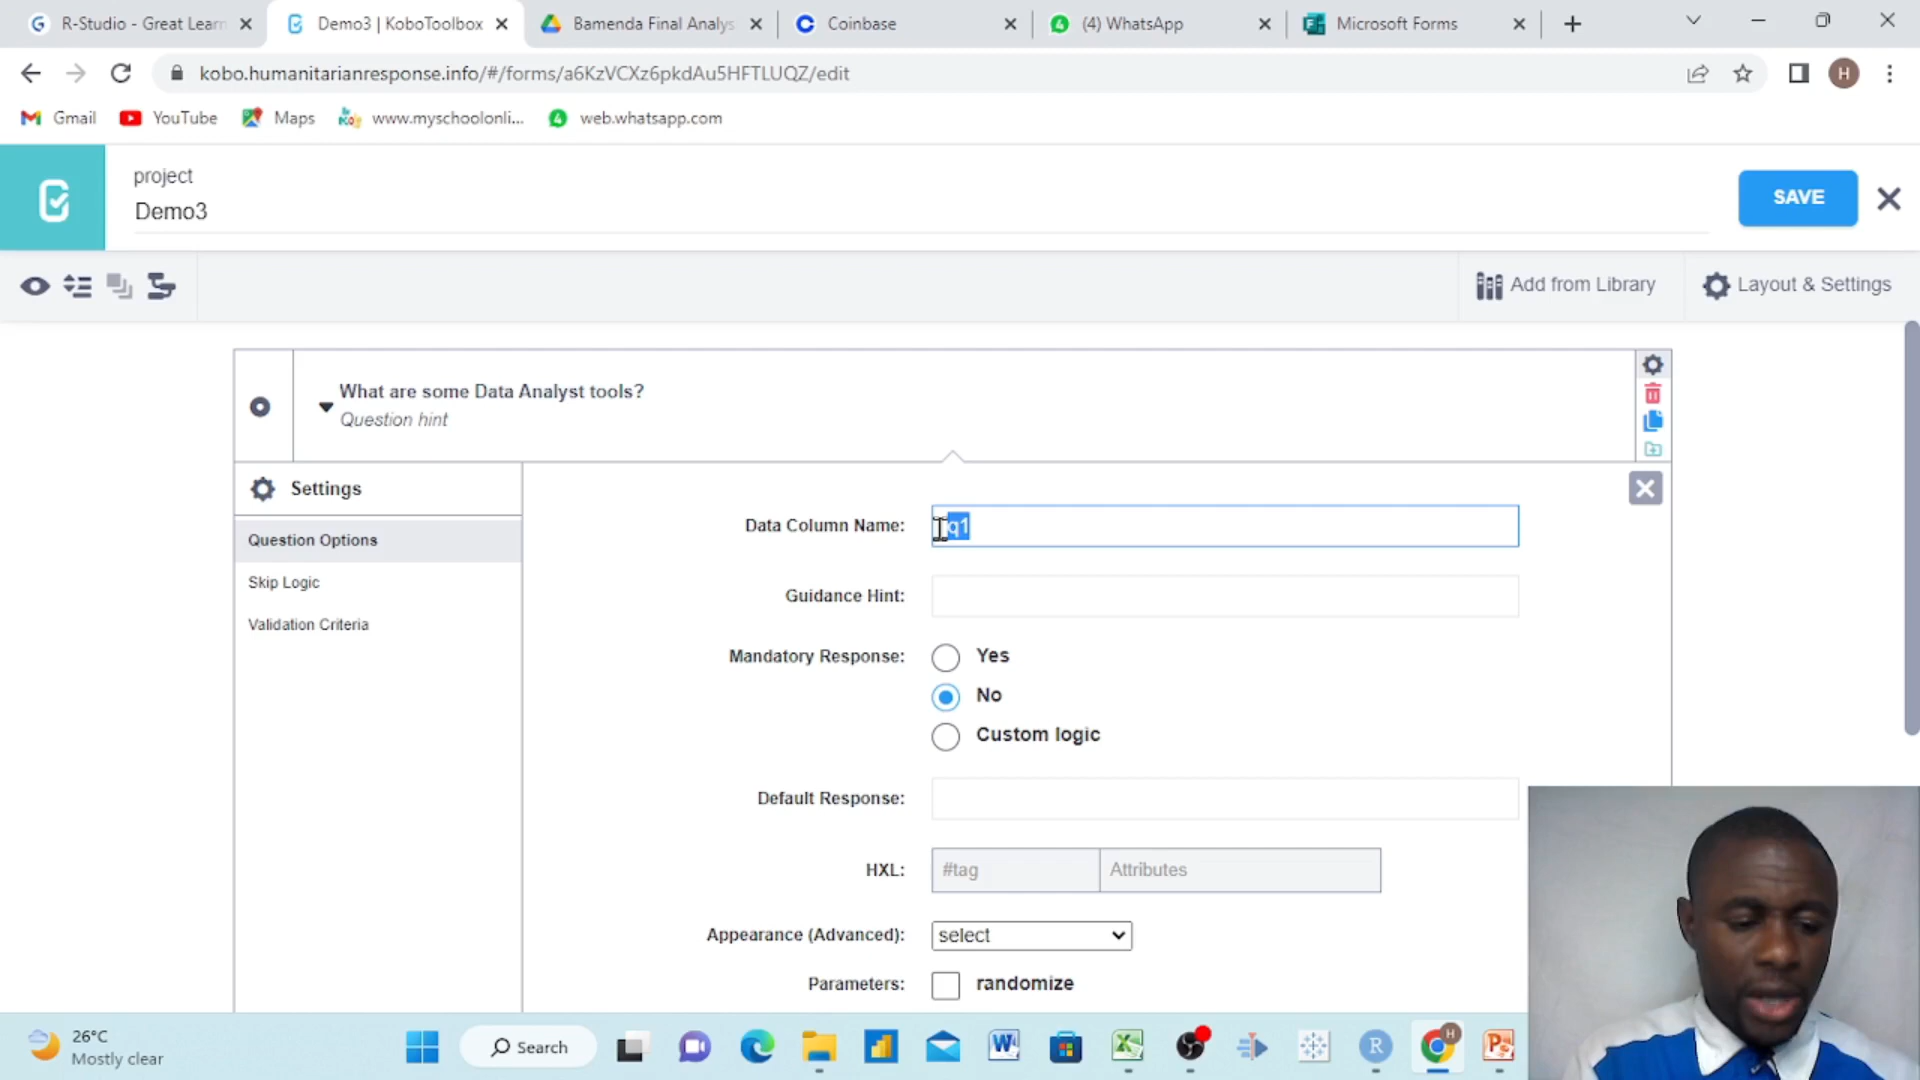 R-Studio - Great Learn
Demo3 | KoboToolbox
Bamenda Final Analys
Coinbase
(4) WhatsApp
Microsoft Forms
kobo.humanitarianresponse.info/#/forms/a6KzVCXz6pkdAu5HFTLUQZ/edit
H
Gmail
YouTube
Maps
www.myschoolonli...
web.whatsapp.com
project
Demo3
SAVE
Add from Library
Layout & Settings
What are some Data Analyst tools?
Question hint
Settings
Question Options
Skip Logic
Validation Criteria
Data Column Name:
q1
Guidance Hint:
Mandatory Response:
Yes
No
Custom logic
Default Response:
HXL:
#tag
Attributes
Appearance (Advanced):
select
Parameters:
randomize
26°C
Mostly clear
Search